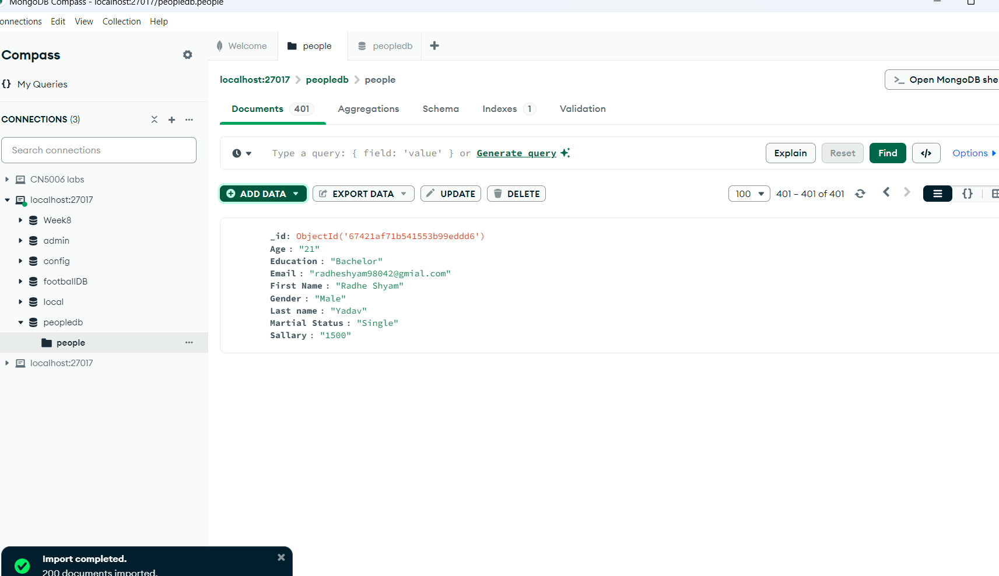 MongoDB Compass - localhost:27017/peopledb.people
onnections Edit View Collection Help
Compass
{} My Queries
CONNECTIONS (3)
Search connections
CN5006 labs
localhost:27017
Week8
admin
config
footballDB
local
peopledb
people
localhost:27017
Welcome people peopledb
localhost:27017 > peopledb > people
>_ Open MongoDB she
Documents 401 Aggregations Schema Indexes 1 Validation
Type a query: { field: 'value' } or Generate query
Explain Reset Find </> Options
ADD DATA EXPORT DATA UPDATE DELETE
100 401 – 401 of 401 {}
_id: ObjectId('67421af71b541553b99eddd6')
Age : "21"
Education : "Bachelor"
Email : "radheshyam98042@gmial.com"
First Name : "Radhe Shyam"
Gender : "Male"
Last name : "Yadav"
Martial Status : "Single"
Sallary : "1500"
Import completed.
200 documents imported.